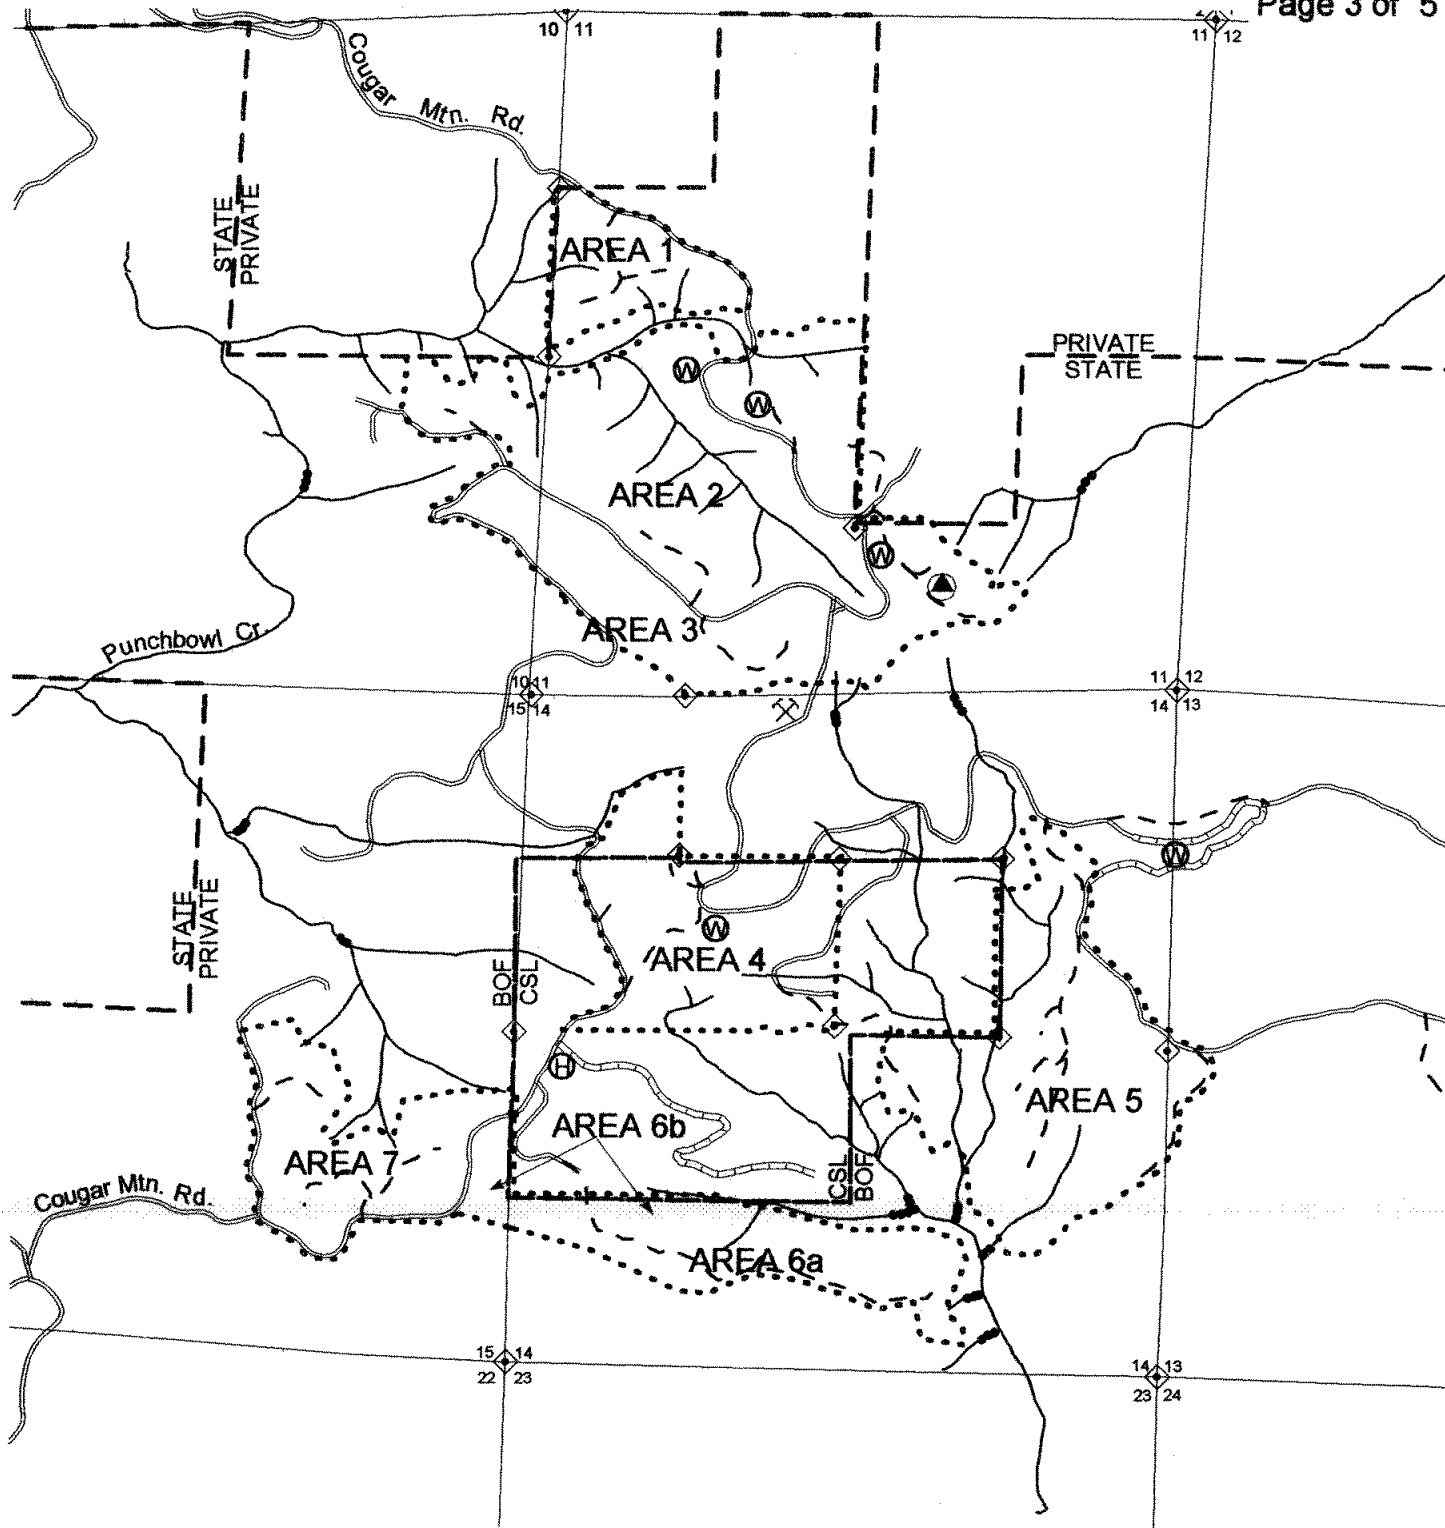 Page 3 of 5
10 11
11 12
Cougar Mtn. Rd.
STATE
PRIVATE
AREA 1
PRIVATE
STATE
W
W
AREA 2
W
AREA 3
Punchbowl Cr.
10 11
15 14
11 12
14 13
W
STATE
PRIVATE
W
AREA 4
BOF
CSL
H
AREA 5
AREA 6b
AREA 7
CSL
BOF
Cougar Mtn. Rd.
AREA 6a
15 14
22 23
14 13
23 24